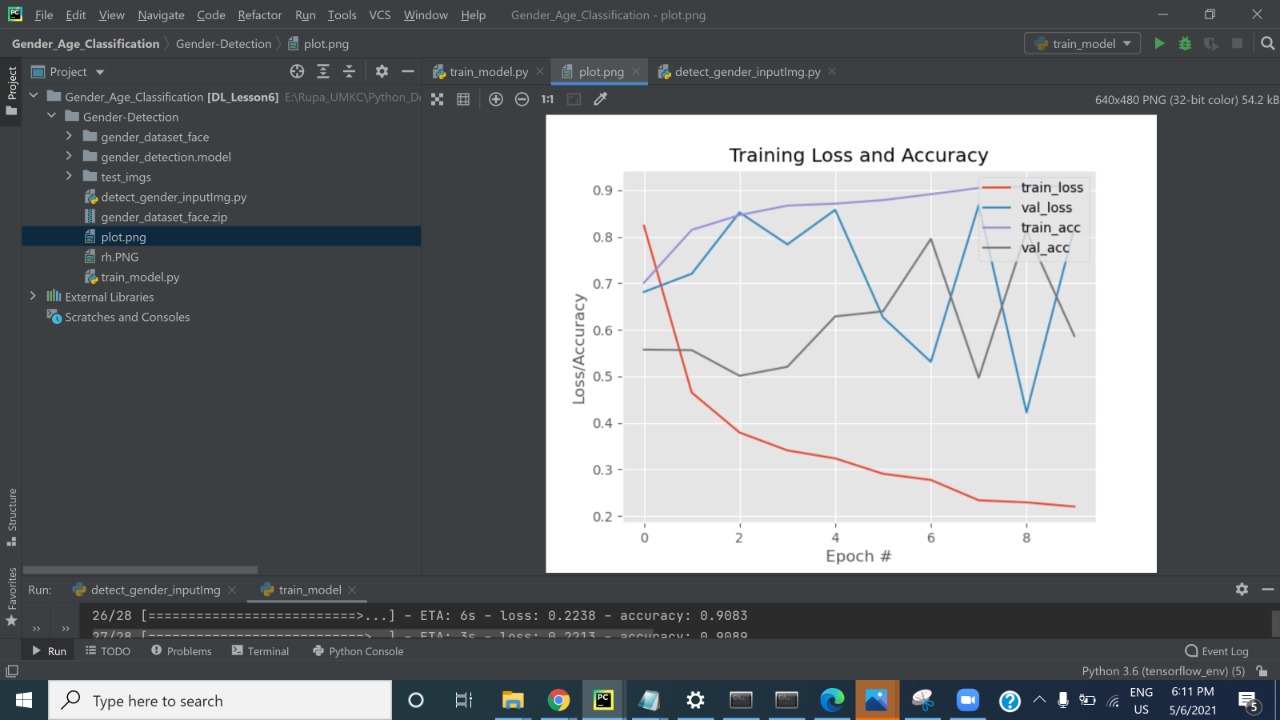 PC File Edit View Navigate Code Refactor Run Tools VCS Window Help Gender_Age_Classification - plot.png
Gender_Age_Classification Gender-Detection plot.png train_model
Project
Project
train_model.py plot.png detect_gender_inputImg.py
1:1 640x480 PNG (32-bit color) 54.2 kB
Gender_Age_Classification [DL_Lesson6] E:\Rupa_UMKC\Python_D
Gender-Detection
gender_dataset_face
gender_detection.model
test_imgs
detect_gender_inputImg.py
gender_dataset_face.zip
plot.png
rh.PNG
train_model.py
External Libraries
Scratches and Consoles
Training Loss and Accuracy
train_loss
val_loss
train_acc
val_acc
0.9
0.8
0.7
0.6
0.5
0.4
0.3
0.2
Loss/Accuracy
0 2 4 6 8
Epoch #
Structure
Favorites
Run: detect_gender_inputImg train_model
26/28 [==========================>...] - ETA: 6s - loss: 0.2238 - accuracy: 0.9083
27/28 [===========================>..] - ETA: 3s - loss: 0.2213 - accuracy: 0.9089
Run TODO Problems Terminal Python Console Event Log
Python 3.6 (tensorflow_env) (5)
Type here to search
PC
ENG 6:11 PM
US 5/6/2021 5